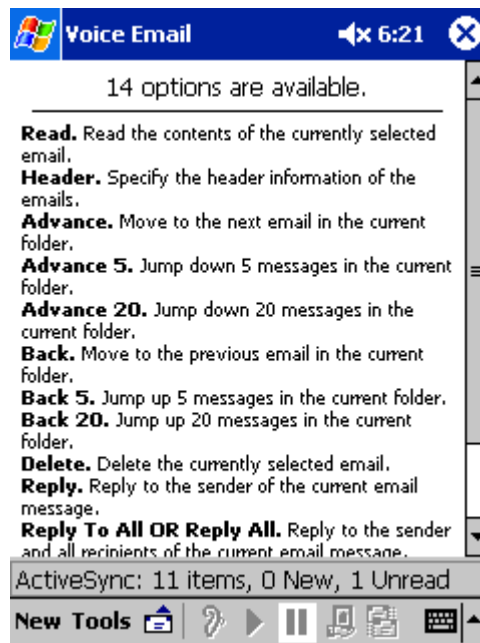 Voice Email 6:21
14 options are available.
Read. Read the contents of the currently selected
email.
Header. Specify the header information of the
emails.
Advance. Move to the next email in the current
folder.
Advance 5. Jump down 5 messages in the current
folder.
Advance 20. Jump down 20 messages in the
current folder.
Back. Move to the previous email in the current
folder.
Back 5. Jump up 5 messages in the current folder.
Back 20. Jump up 20 messages in the current
folder.
Delete. Delete the currently selected email.
Reply. Reply to the sender of the current email
message.
Reply To All OR Reply All. Reply to the sender
and all recipients of the current email message.
ActiveSync: 11 items, 0 New, 1 Unread
New Tools